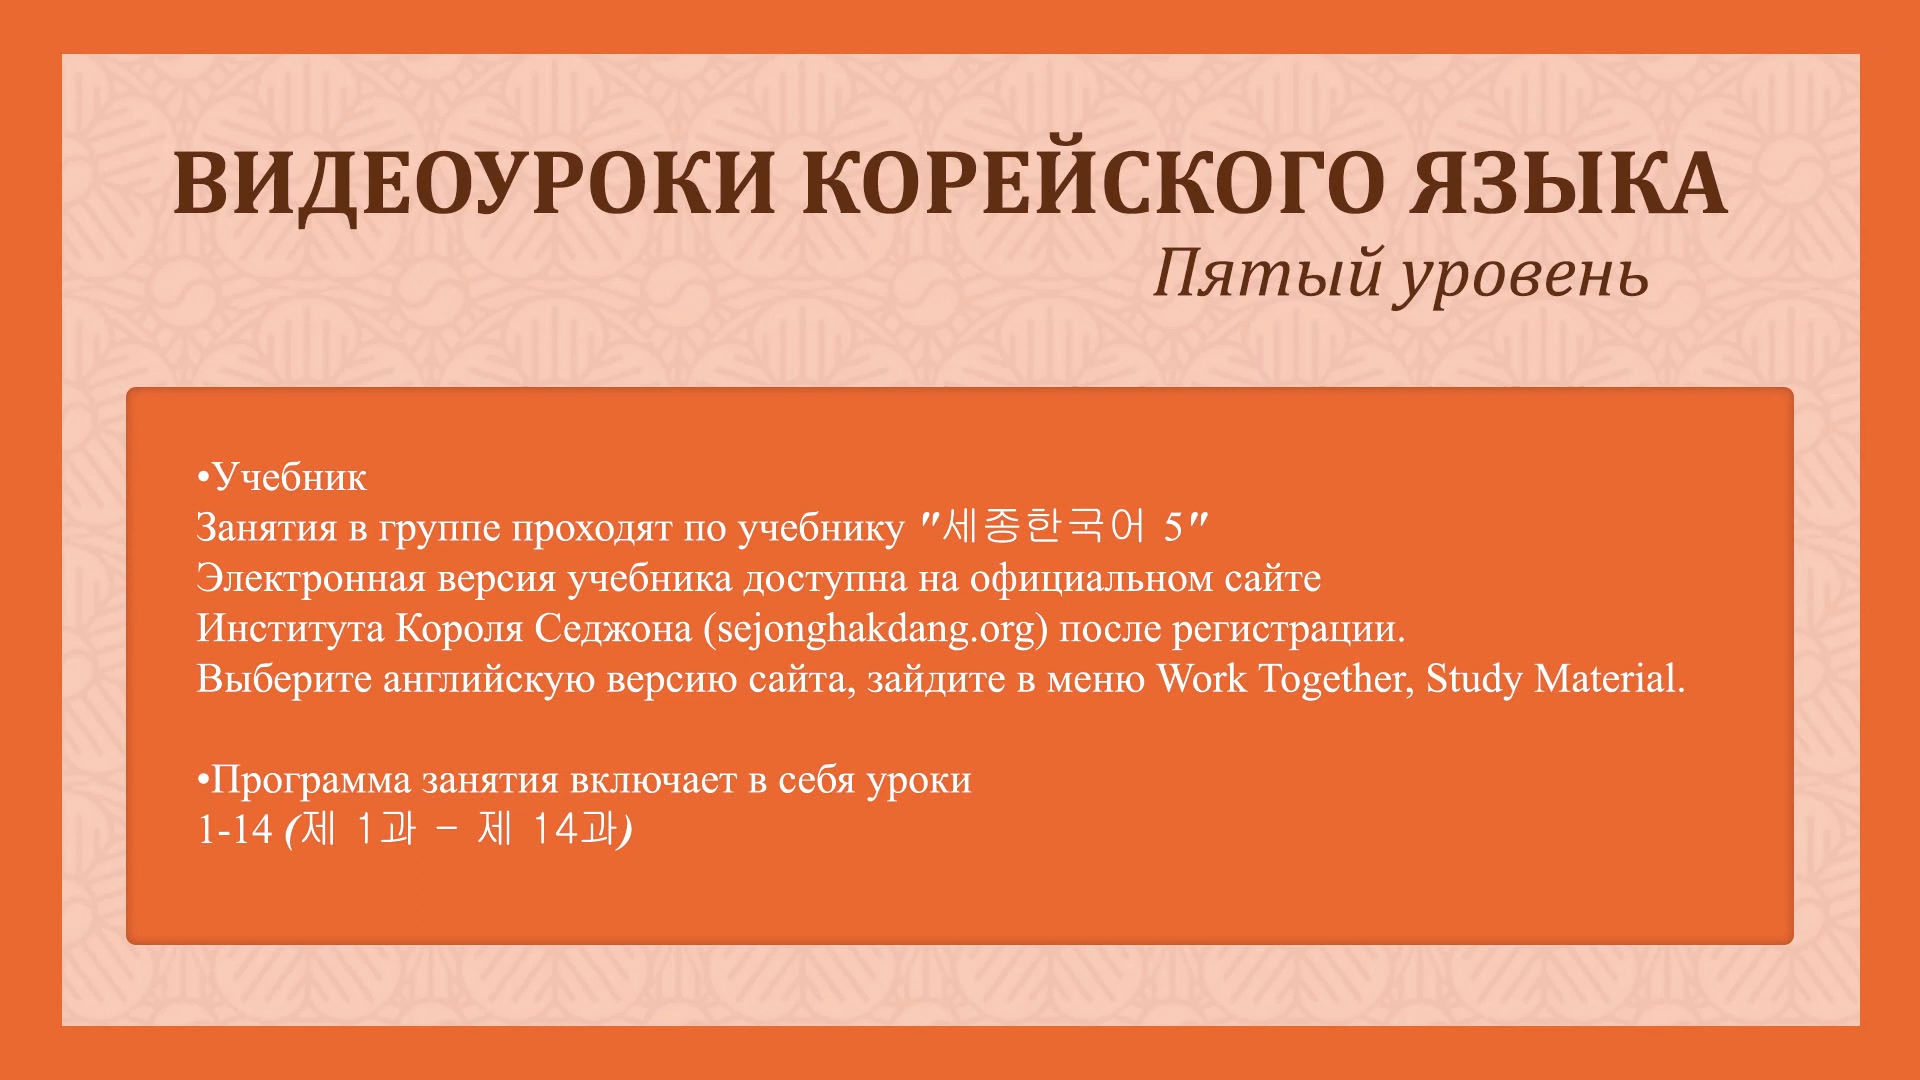 ВИДЕОУРОКИ КОРЕЙСКОГО ЯЗЫКА
Пятый уровень
•Учебник
Занятия в группе проходят по учебнику "세종한국어 5"
Электронная версия учебника доступна на официальном сайте
Института Короля Седжона (sejonghakdang.org) после регистрации.
Выберите английскую версию сайта, зайдите в меню Work Together, Study Material.
•Программа занятия включает в себя уроки
1-14 (제 1과 – 제 14과)